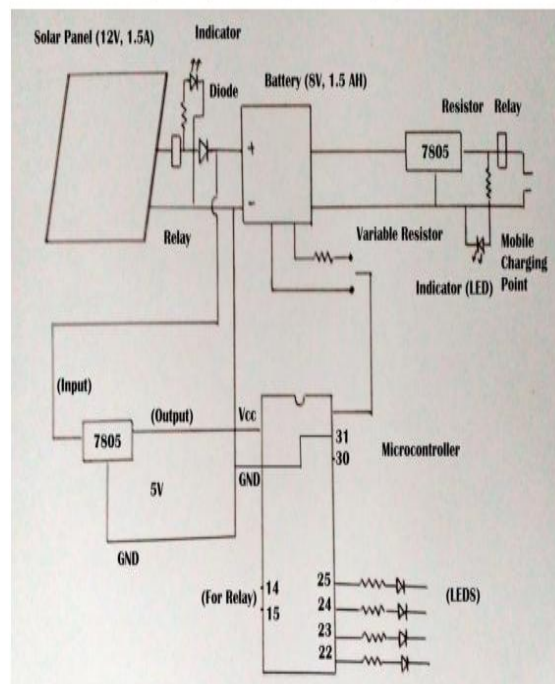 Solar Panel (12V, 1.5A)
Indicator
Diode
Battery (8V, 1.5 AH)
Resistor Relay
7805
Relay
Variable Resistor
Mobile
Charging
Point
Indicator (LED)
(Input)
(Output)
Vcc
7805
5V
GND
GND
31
30
Microcontroller
(For Relay)
14
15
25
24
23
22
(LEDS)